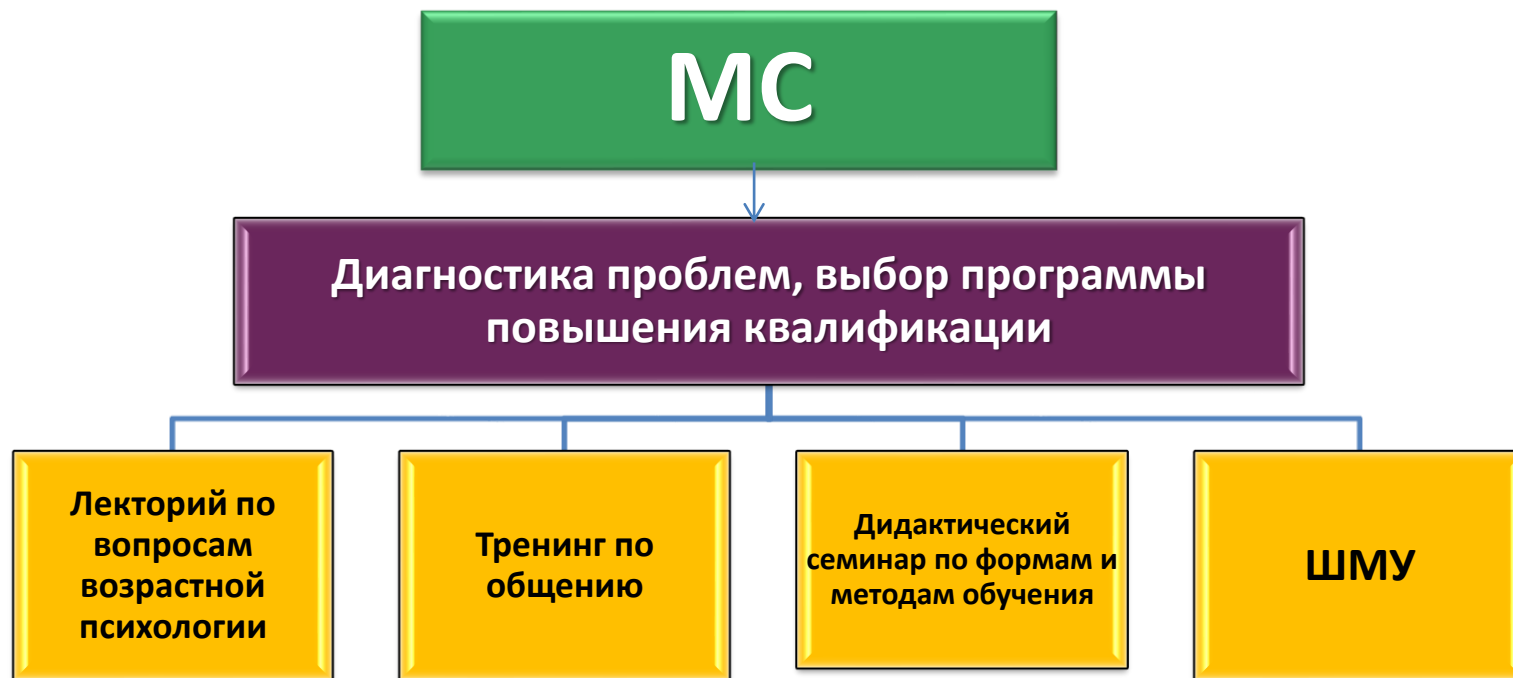 МС
Диагностика проблем, выбор программы
повышения квалификации
Лекторий по
вопросам
возрастной
психологии
Тренинг по
общению
Дидактический
семинар по формам и
методам обучения
ШМУ